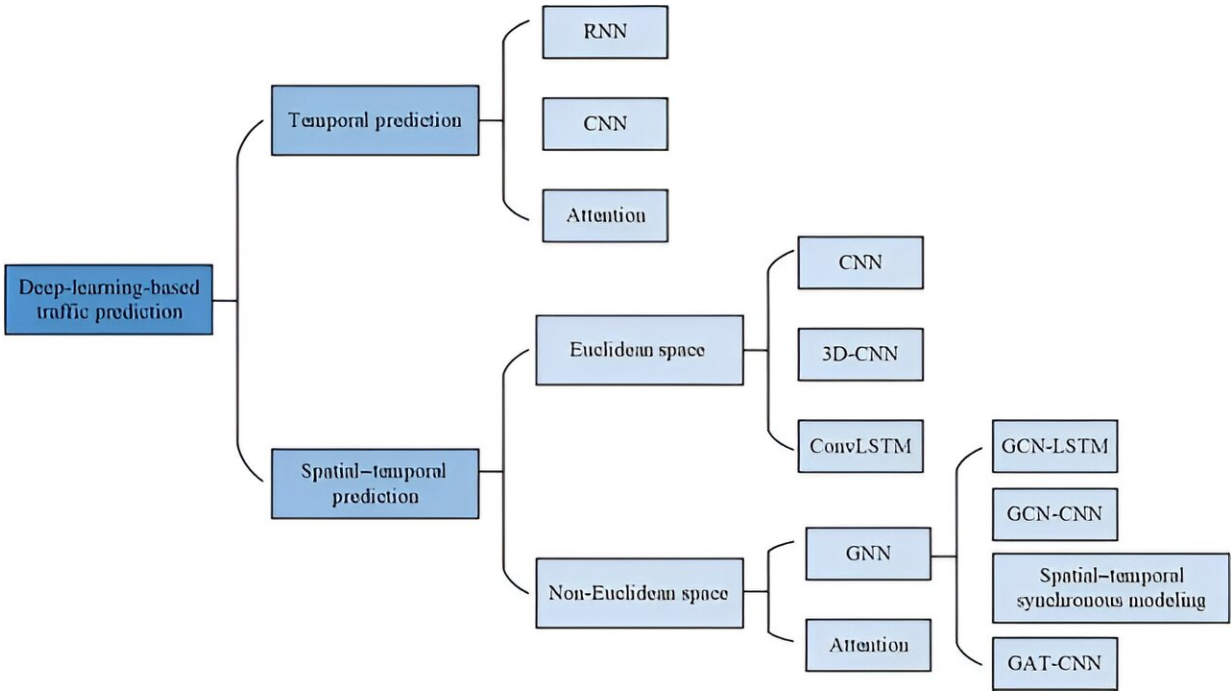 RNN
Temporal prediction
CNN
Attention
CNN
Deep-learning-based
traffic prediction
Euclidean space
3D-CNN
ConvLSTM
GCN-LSTM
Spatial–temporal
prediction
GCN-CNN
GNN
Spatial–temporal
synchronous modeling
Non-Euclidean space
Attention
GAT-CNN